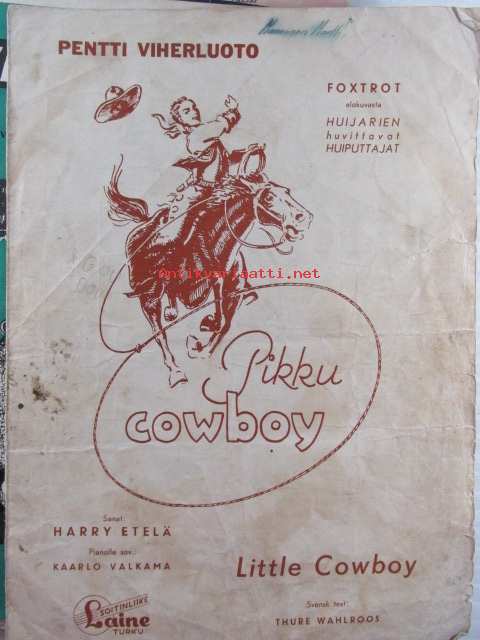 PENTTI VIHERLUOTO
FOXTROT
elokuvasta
HUIJARIEN
huvittavat
HUIPUTTAJAT
Antikvariaatti.net
Pikku
cowboy
Sanat:
HARRY ETELÄ
Pianolle sov.:
KAARLO VALKAMA
Little Cowboy
Svensk text:
THURE WAHLROOS
SOITINLIIKE
Laine
TURKU